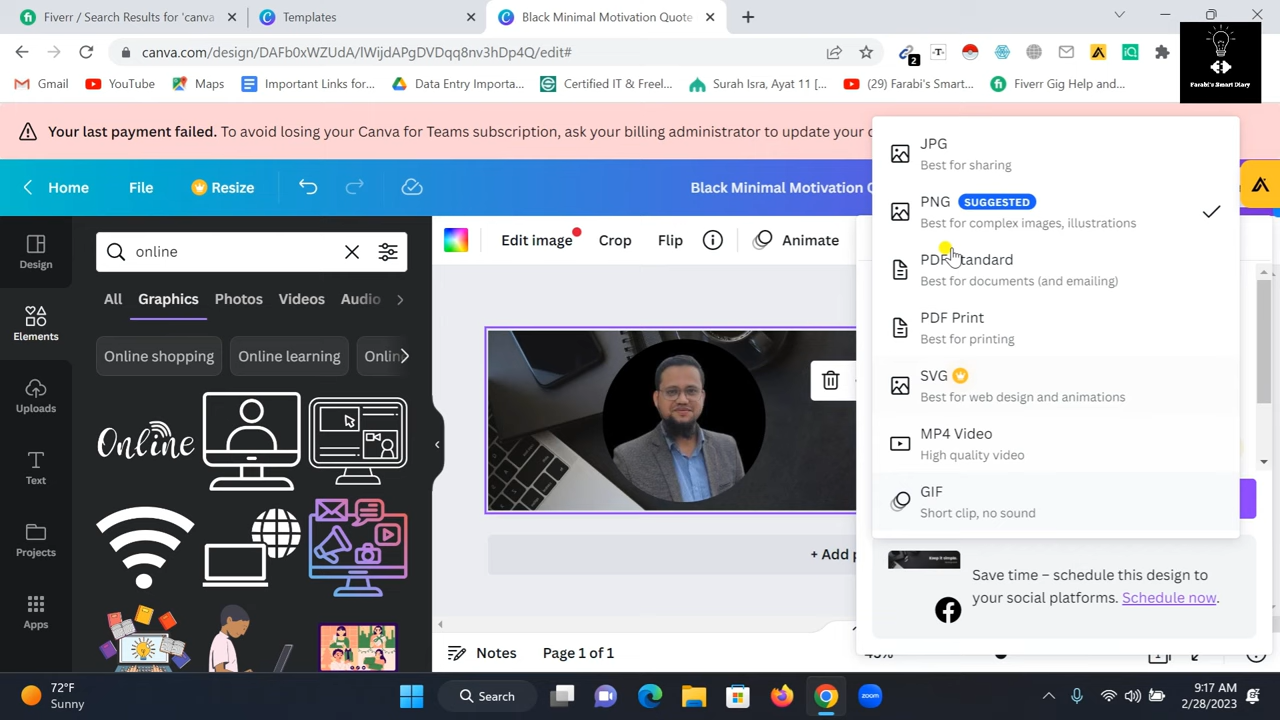 Fiverr / Search Results for 'canva
Templates
Black Minimal Motivation Quote
canva.com/design/DAFb0xWZUdA/lWijdAPgDVDqq8nv3hDp4Q/edit#
2
-T-
Gmail
YouTube
Maps
Important Links for...
Data Entry Importa...
Certified IT & Freel...
Surah Isra, Ayat 11 [...
(29) Farabi's Smart...
Fiverr Gig Help and...
Farabi's Smart Diary
Your last payment failed. To avoid losing your Canva for Teams subscription, ask your billing administrator to update your
Home
File
Resize
Black Minimal Motivation Q
online
Edit image
Crop
Flip
Animate
Design
Elements
Uploads
Text
Projects
Apps
All
Graphics
Photos
Videos
Audio
Online shopping
Online learning
Onlin
Online
JPG
Best for sharing
PNG SUGGESTED
Best for complex images, illustrations
PDF Standard
Best for documents (and emailing)
PDF Print
Best for printing
SVG
Best for web design and animations
MP4 Video
High quality video
GIF
Short clip, no sound
+ Add p
Save time – schedule this design to
your social platforms. Schedule now.
Notes
Page 1 of 1
72°F
Sunny
Search
zoom
9:17 AM
2/28/2023